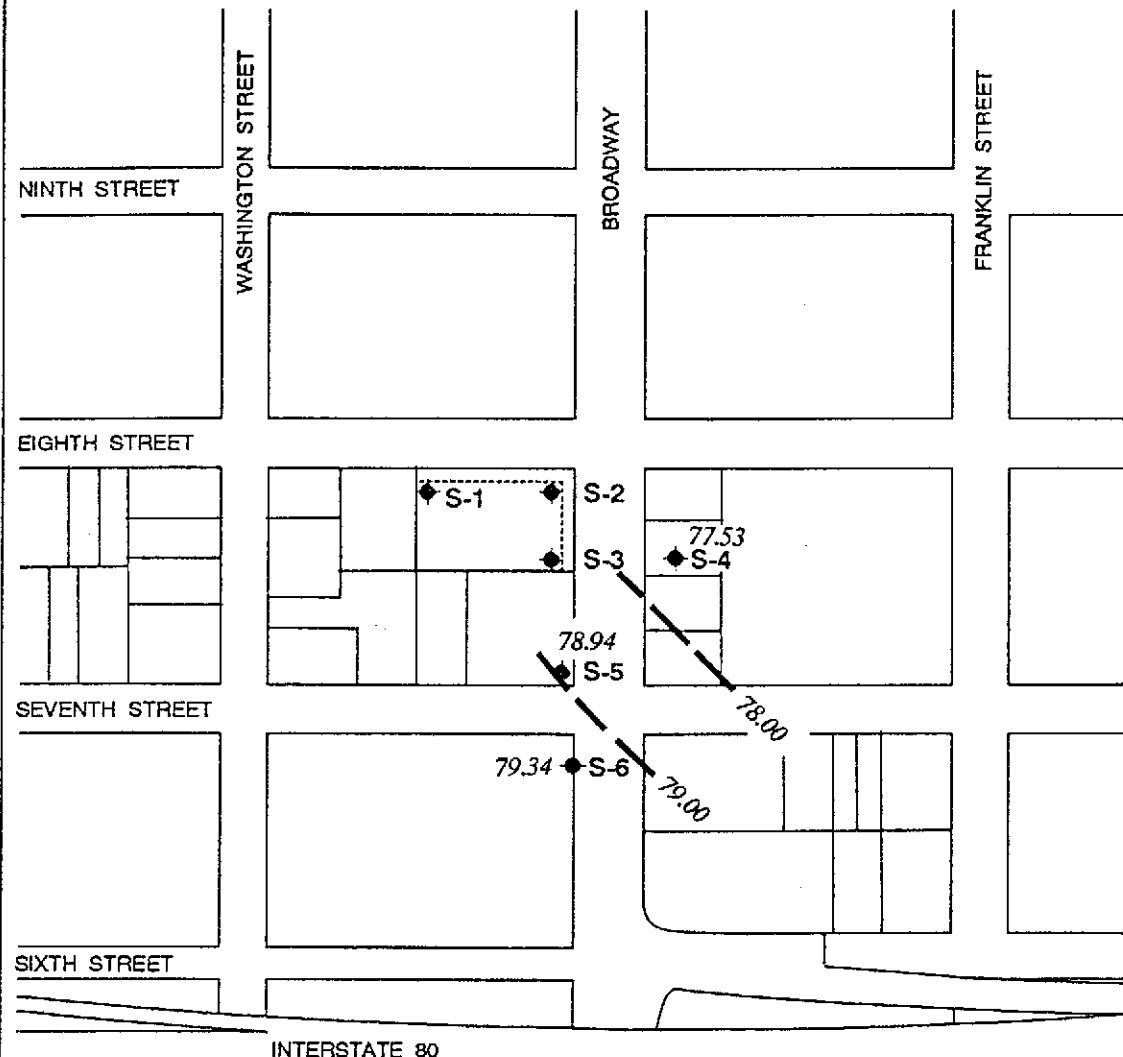 WASHINGTON STREET
BROADWAY
FRANKLIN STREET
NINTH STREET
EIGHTH STREET
S-1
S-2
77.53
S-3
S-4
78.94
S-5
SEVENTH STREET
78.00
79.34
S-6
79.00
SIXTH STREET
INTERSTATE 80